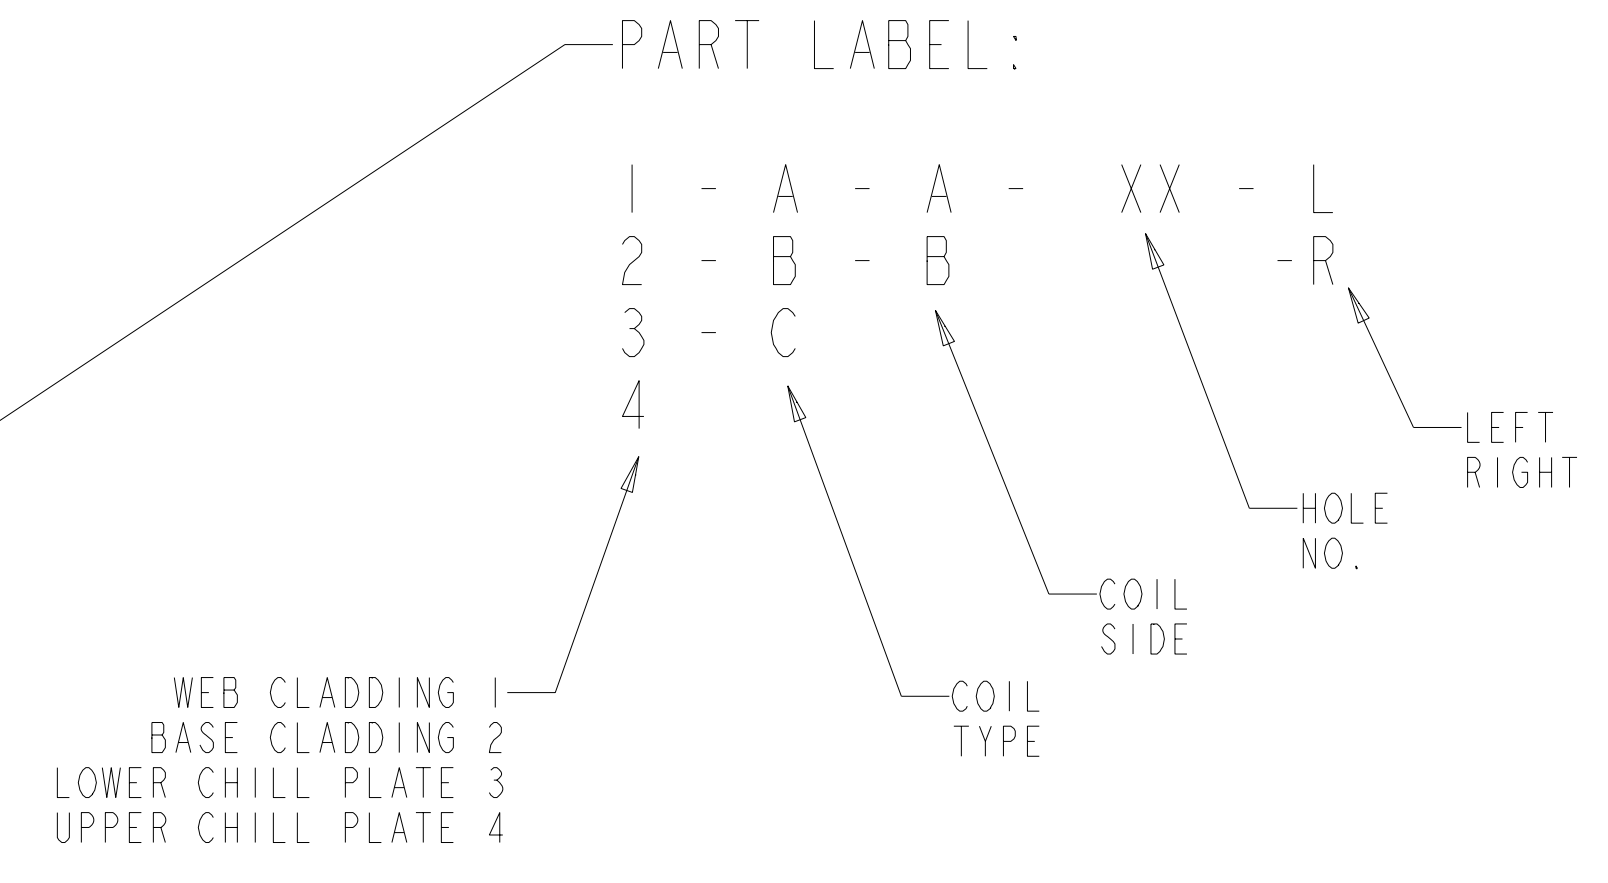 PART LABEL:
1 - A - A - XX - L
2 - B - B -R
3 - C
4
LEFT
RIGHT
HOLE
NO.
COIL
SIDE
COIL
TYPE
WEB CLADDING 1
BASE CLADDING 2
LOWER CHILL PLATE 3
UPPER CHILL PLATE 4